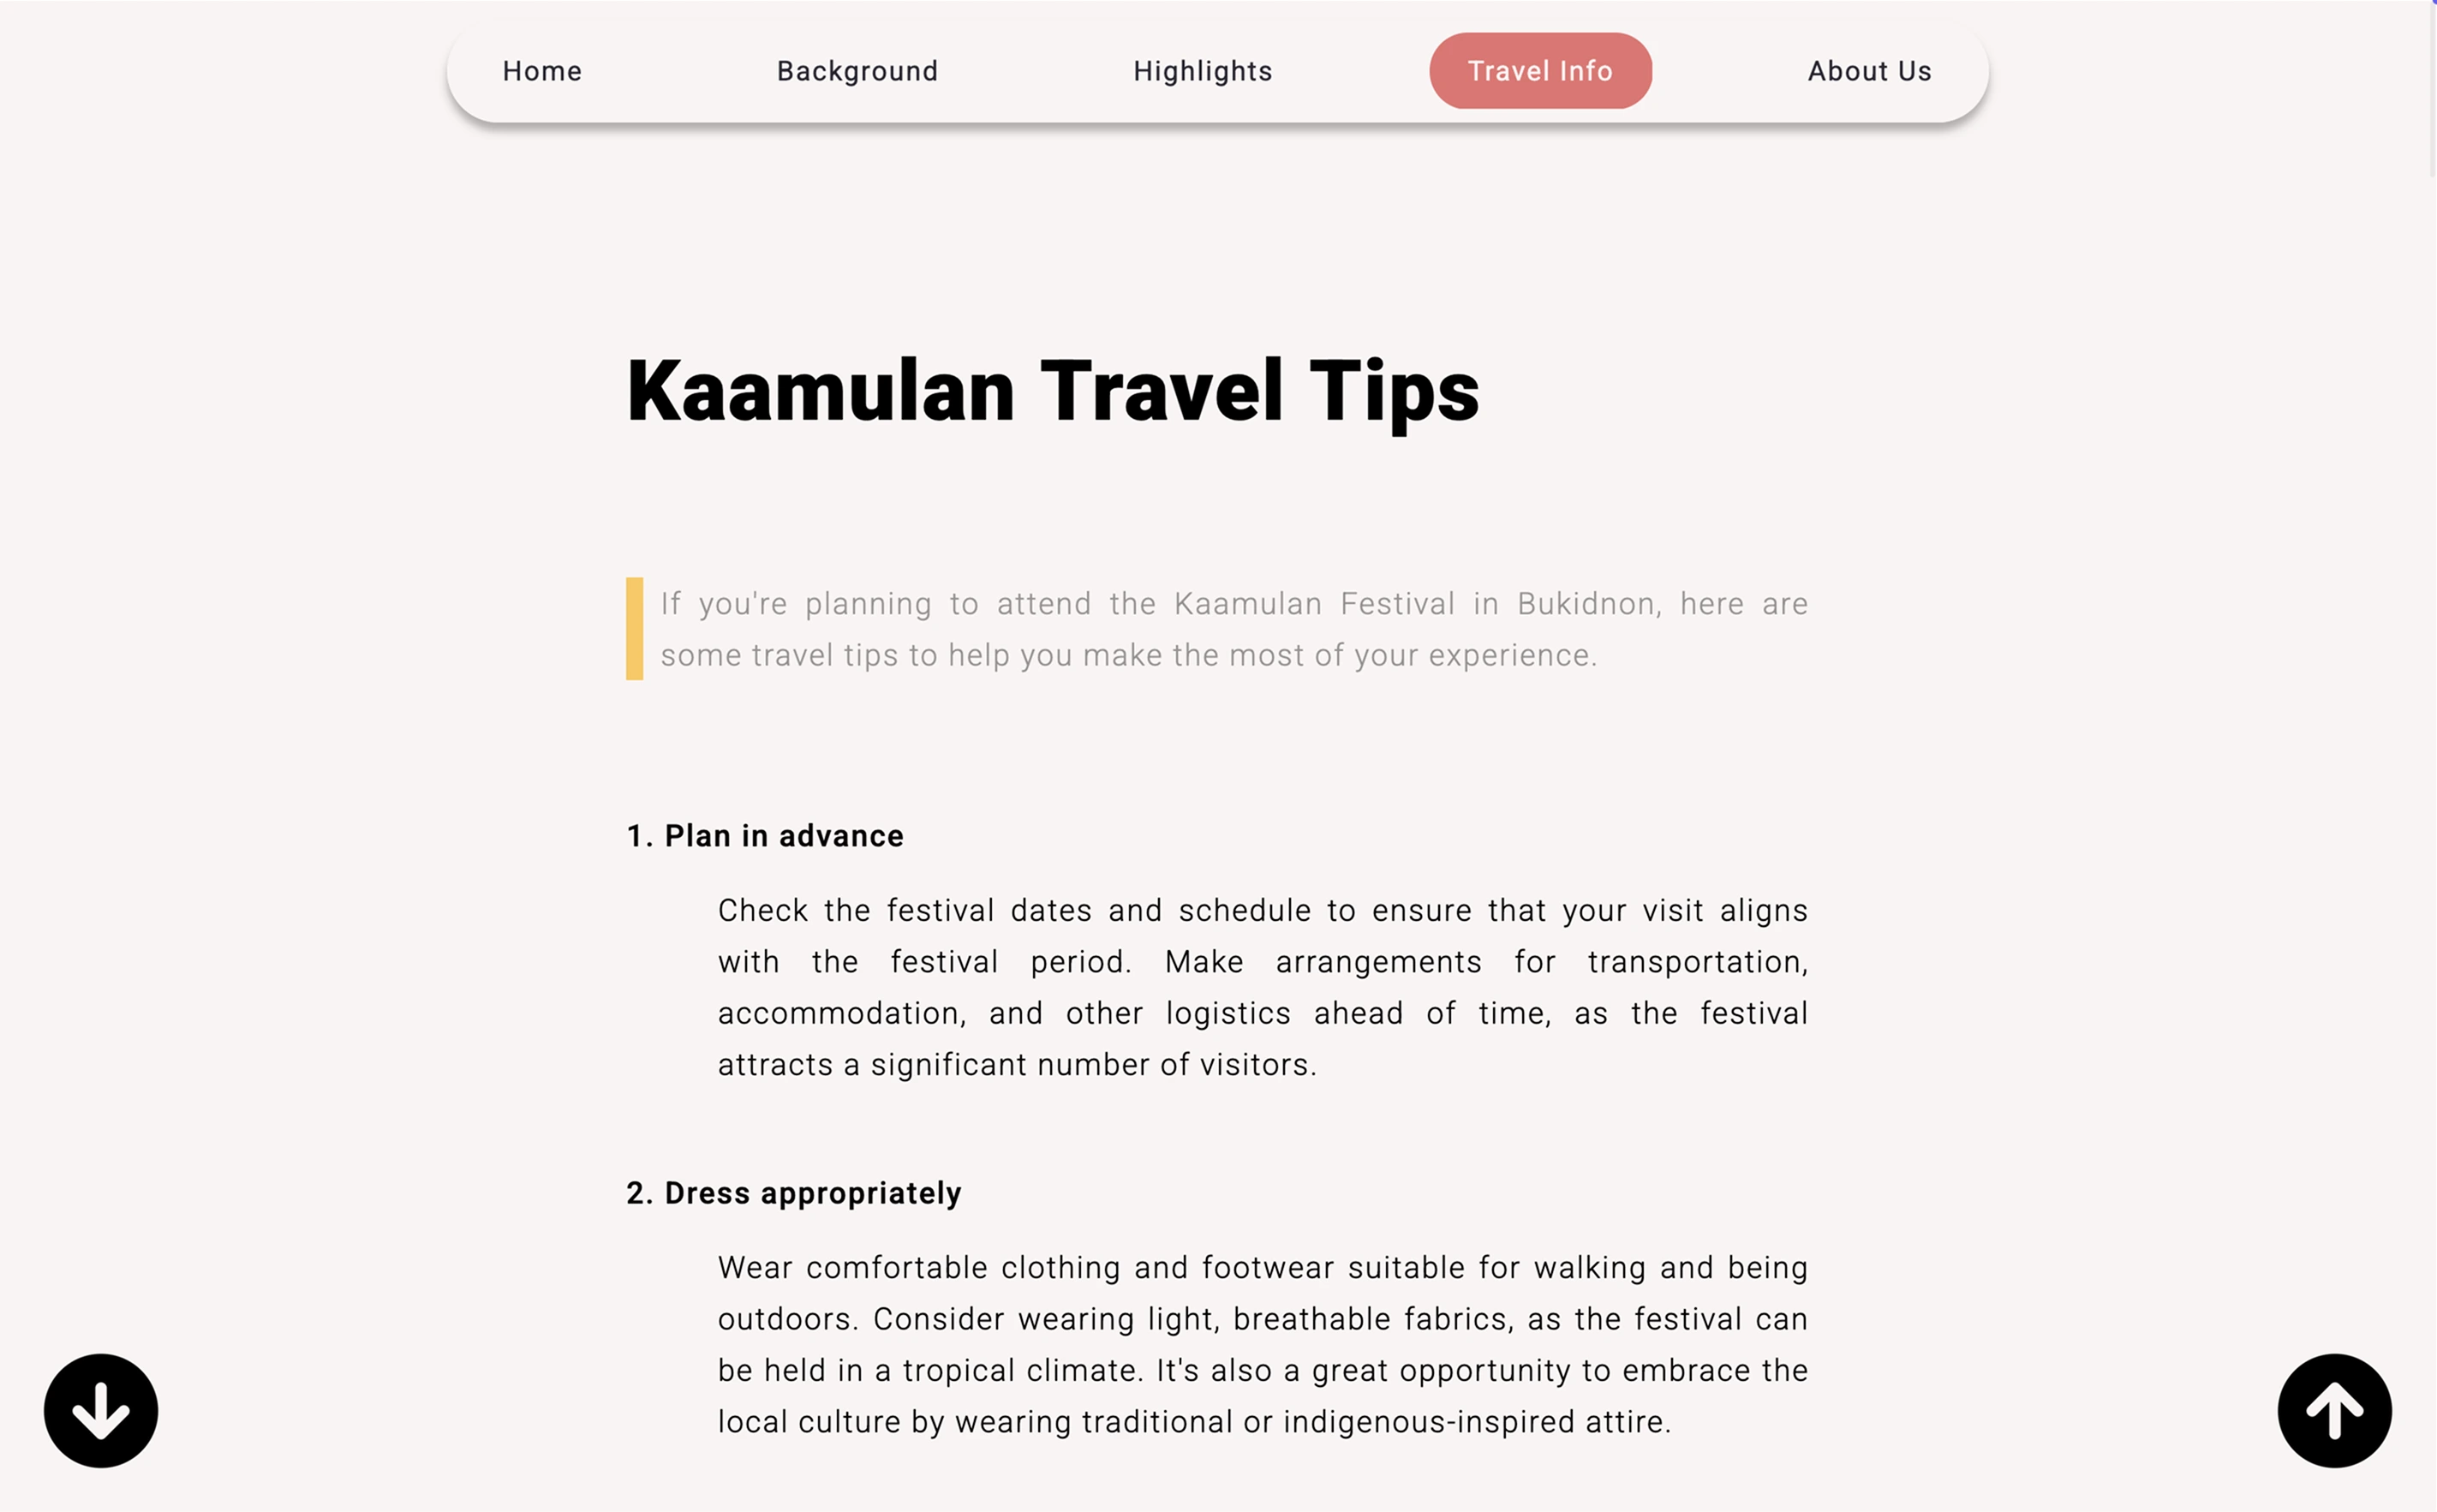 Home Background Highlights Travel Info About Us
Kaamulan Travel Tips
If you're planning to attend the Kaamulan Festival in Bukidnon, here are
some travel tips to help you make the most of your experience.
1. Plan in advance
Check the festival dates and schedule to ensure that your visit aligns
with the festival period. Make arrangements for transportation,
accommodation, and other logistics ahead of time, as the festival
attracts a significant number of visitors.
2. Dress appropriately
Wear comfortable clothing and footwear suitable for walking and being
outdoors. Consider wearing light, breathable fabrics, as the festival can
be held in a tropical climate. It's also a great opportunity to embrace the
local culture by wearing traditional or indigenous-inspired attire.